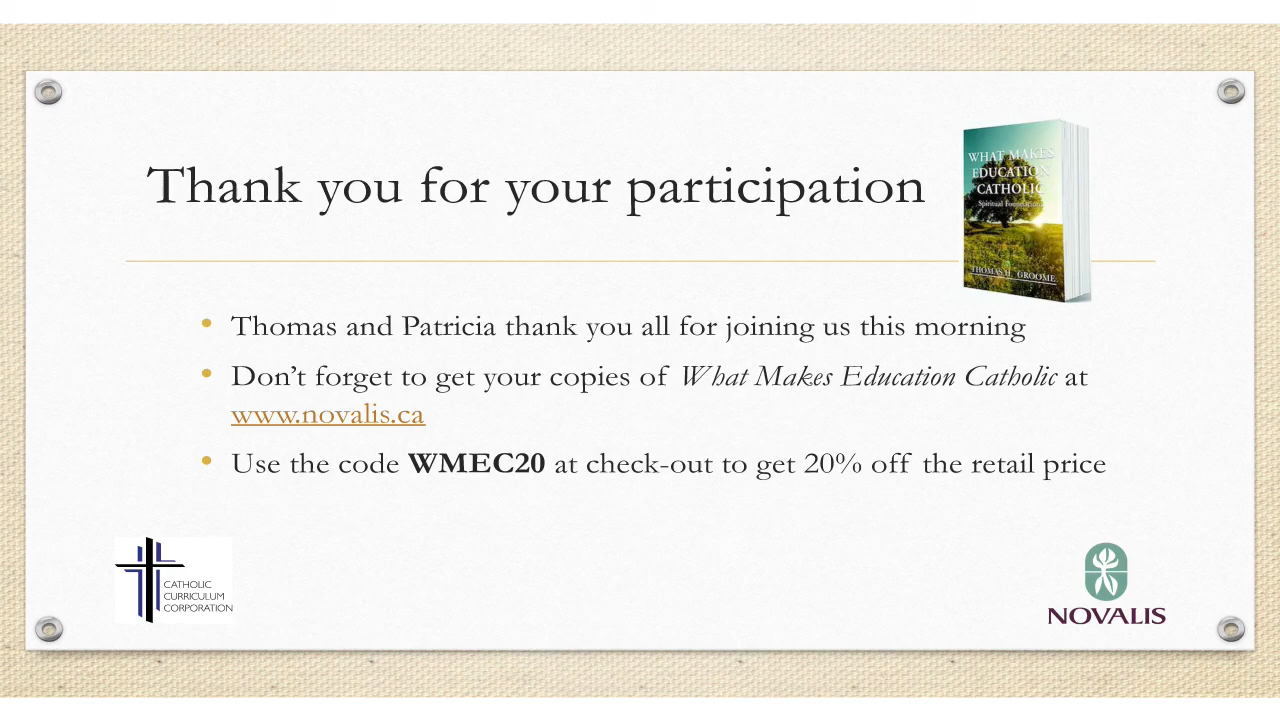 Thank you for your participation
WHAT MAKES
EDUCATION
CATHOLIC
Spiritual Foundations
THOMAS H. GROOME
• Thomas and Patricia thank you all for joining us this morning
• Don’t forget to get your copies of What Makes Education Catholic at
www.novalis.ca
• Use the code WMEC20 at check-out to get 20% off the retail price
CATHOLIC
CURRICULUM
CORPORATION
NOVALIS